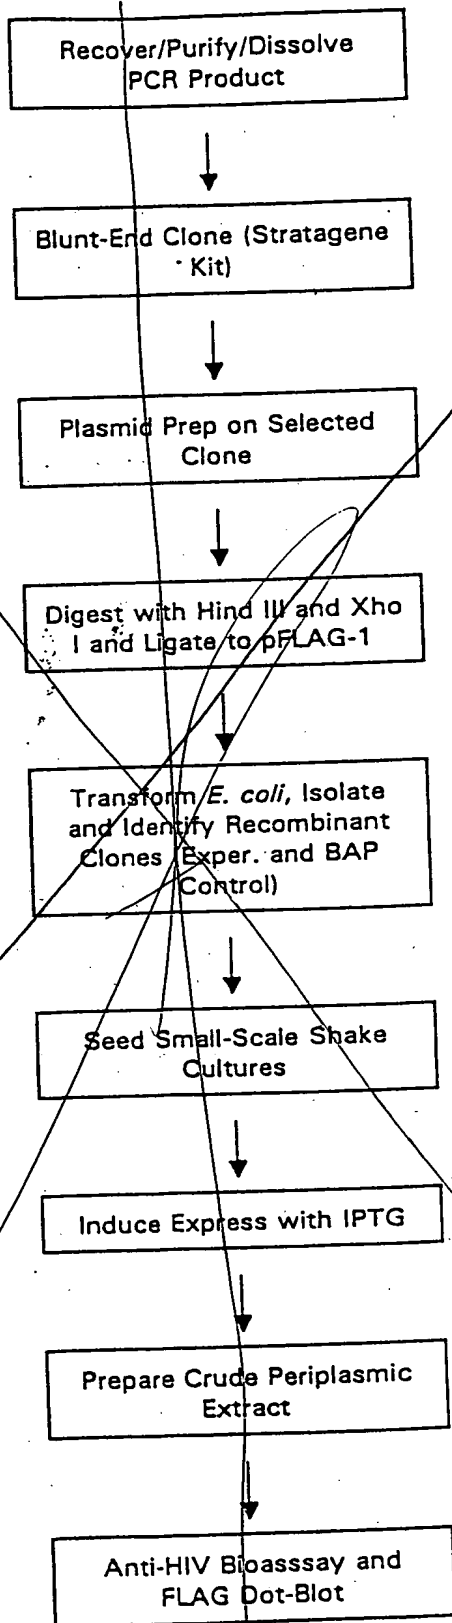 Recover/Purify/Dissolve
PCR Product
Blunt-End Clone (Stratagene
Kit)
Plasmid Prep on Selected
Clone
Digest with Hind III and Xho
I and Ligate to pFLAG-1
Transform E. coli, Isolate
and Identify Recombinant
Clones (Exper. and BAP
Control)
Seed Small-Scale Shake
Cultures
Induce Express with IPTG
Prepare Crude Periplasmic
Extract
Anti-HIV Bioasssay and
FLAG Dot-Blot